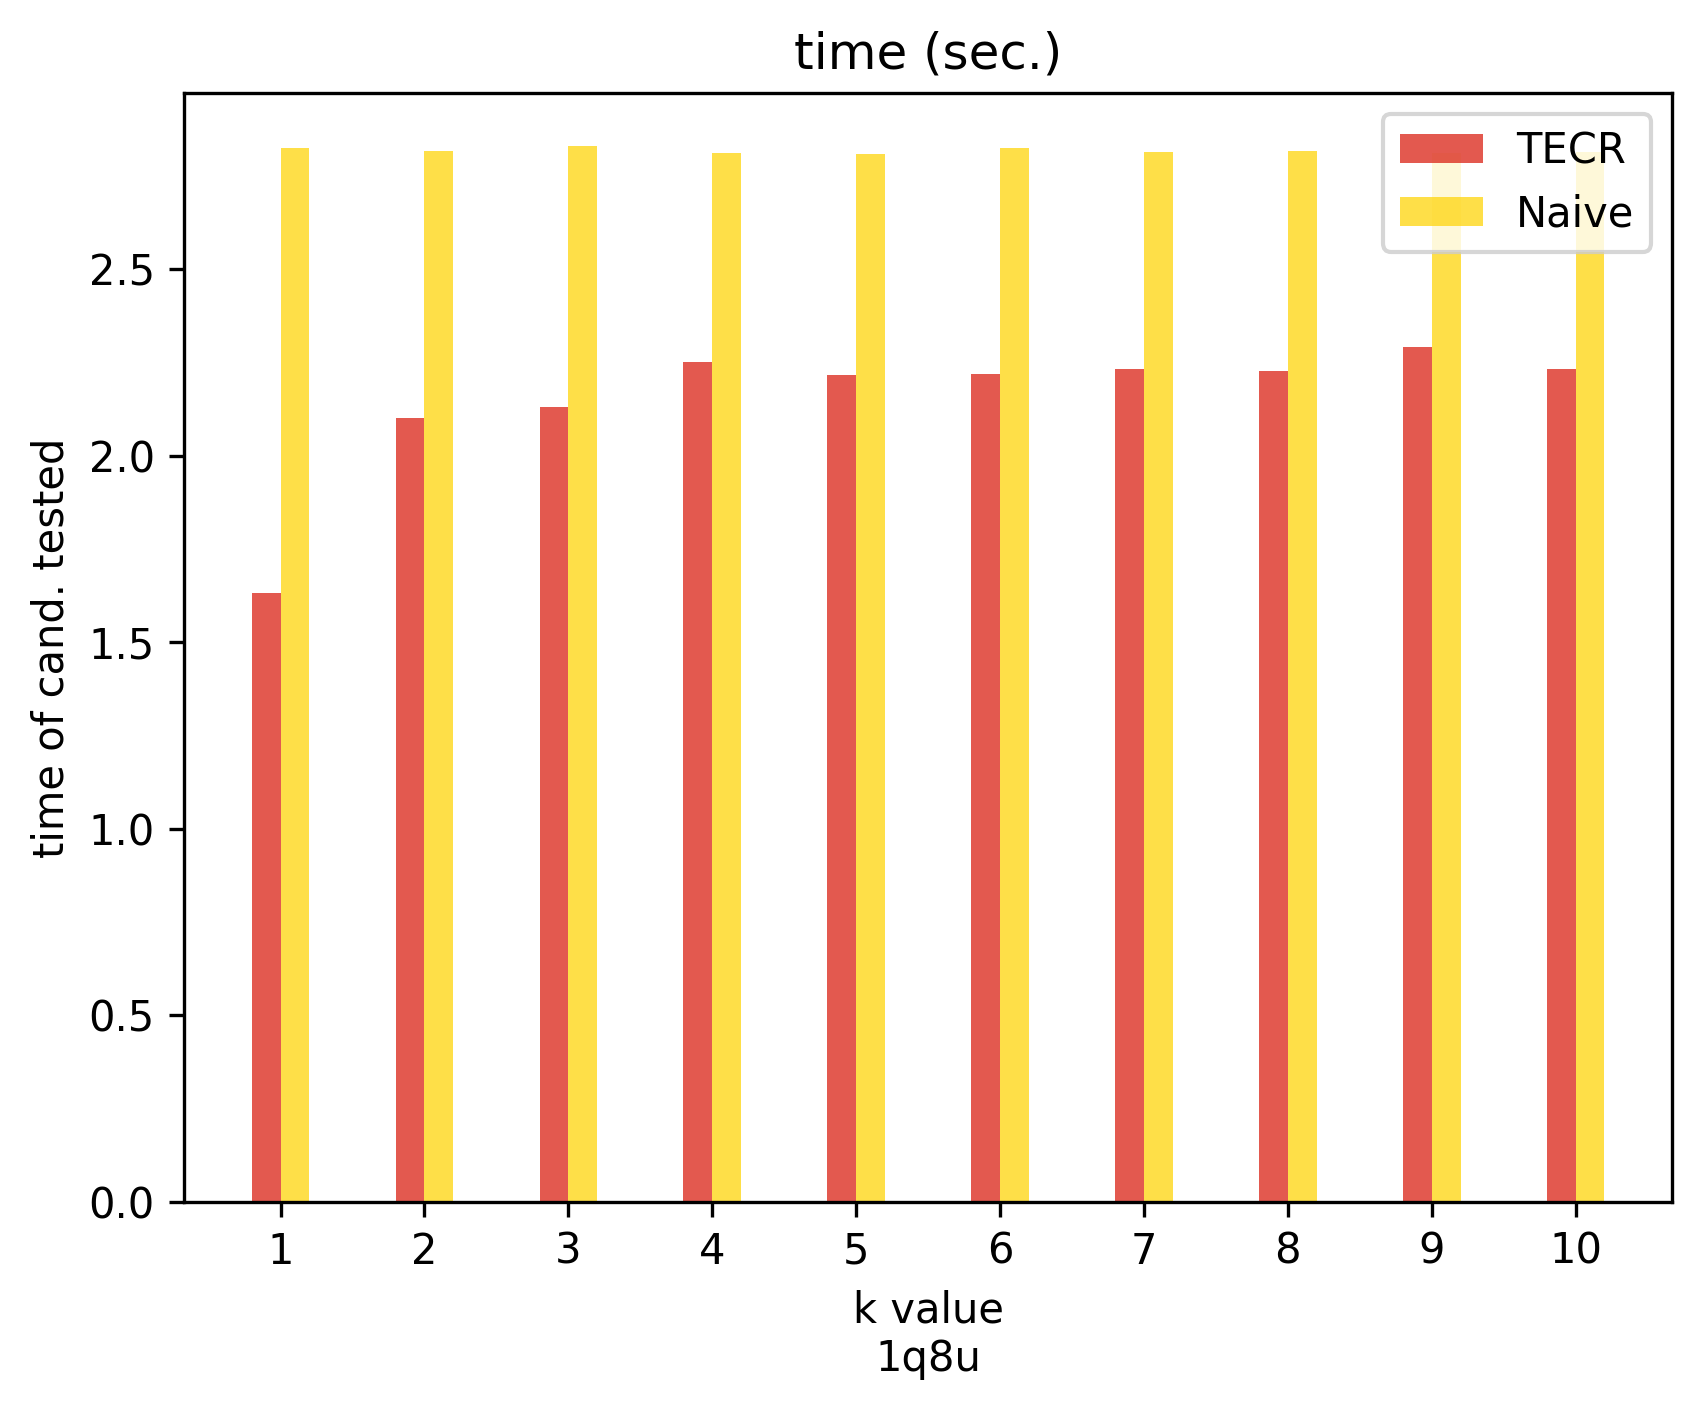 time (sec.)
TECR
Naive
2.5
2.0
1.5
1.0
0.5
0.0
time of cand. tested
1 2 3 4 5 6 7 8 9 10
k value
1q8u